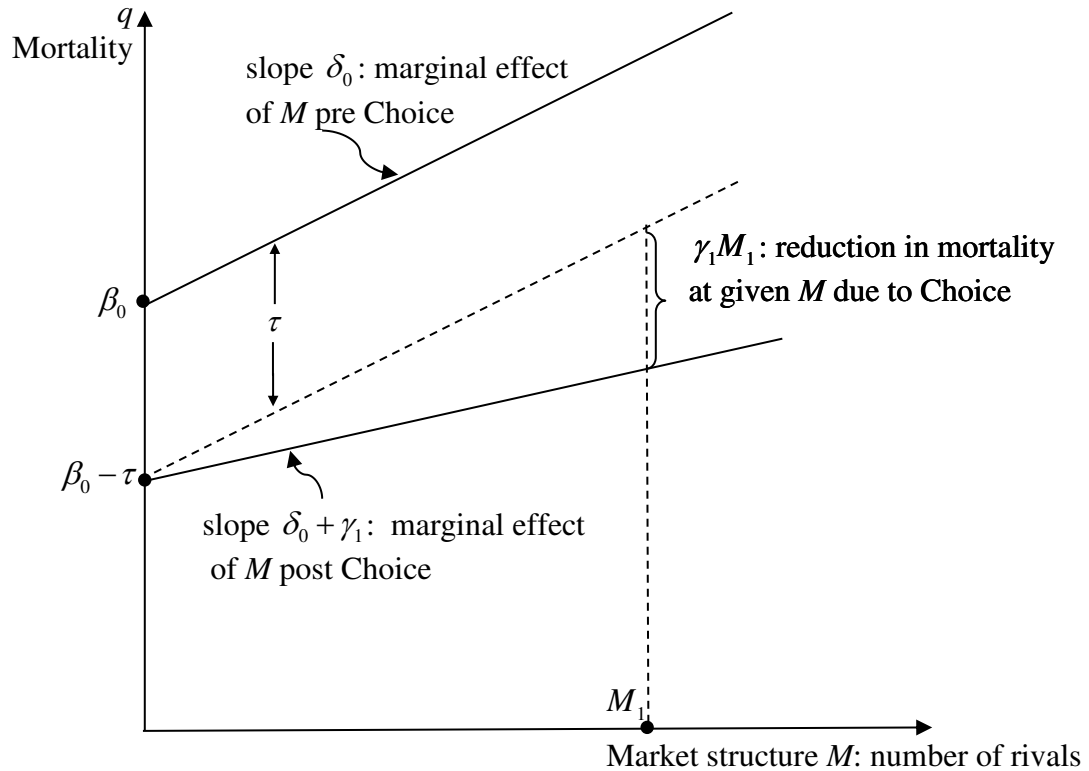 q
Mortality
slope δ₀ : marginal effect
of M pre Choice
γ₁M₁ : reduction in mortality
at given M due to Choice
β₀
τ
β₀ − τ
slope δ₀ + γ₁ : marginal effect
of M post Choice
M₁
Market structure M: number of rivals